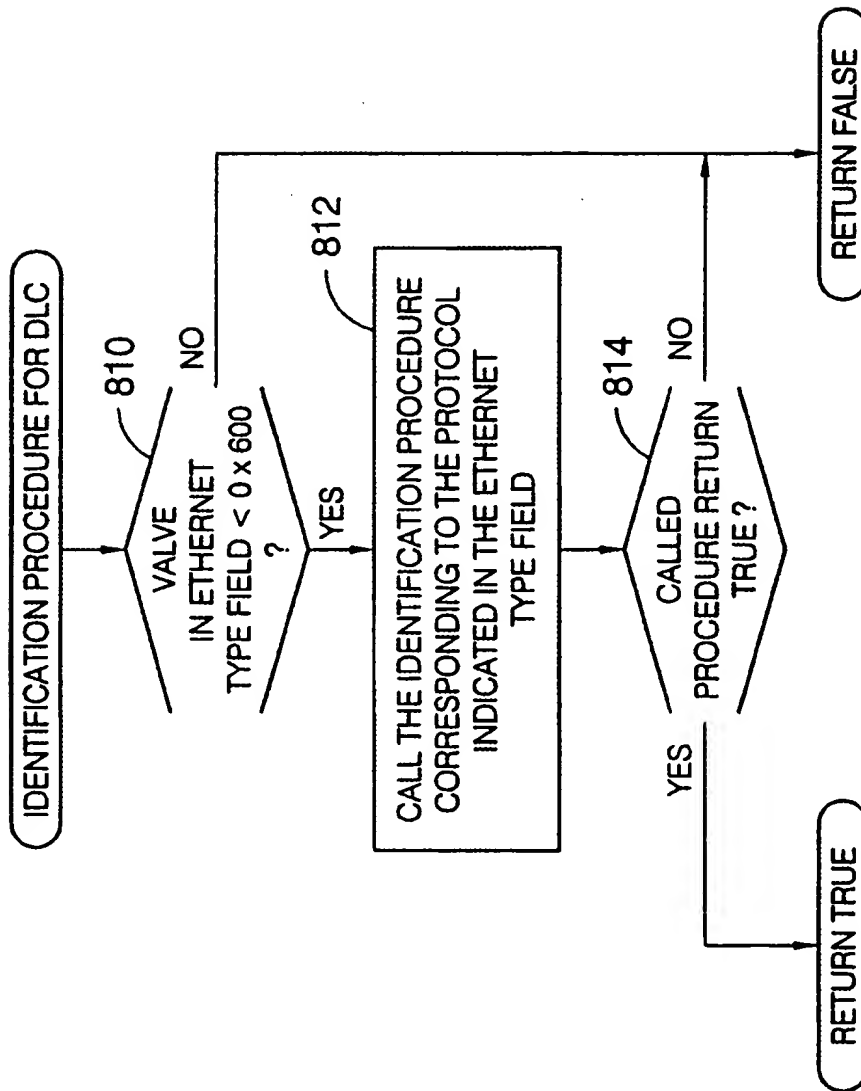 IDENTIFICATION PROCEDURE FOR DLC
810
VALVE
IN ETHERNET
TYPE FIELD < 0 x 600
?
NO
YES
812
CALL THE IDENTIFICATION PROCEDURE
CORRESPONDING TO THE PROTOCOL
INDICATED IN THE ETHERNET
TYPE FIELD
814
CALLED
PROCEDURE RETURN
TRUE ?
YES
NO
RETURN TRUE
RETURN FALSE